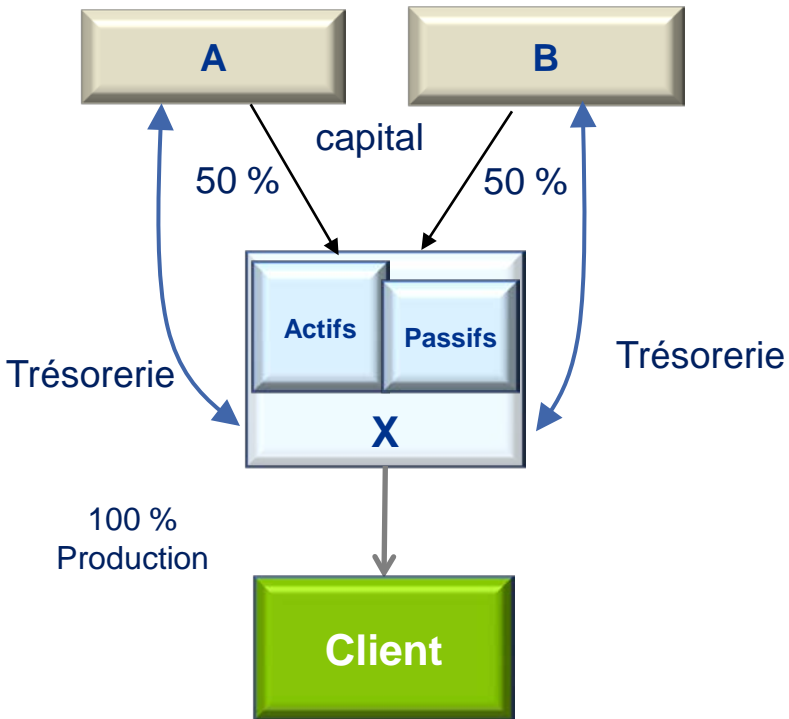 A
B
capital
50 %
50 %
Actifs
Passifs
Trésorerie
Trésorerie
X
100 %
Production
Client